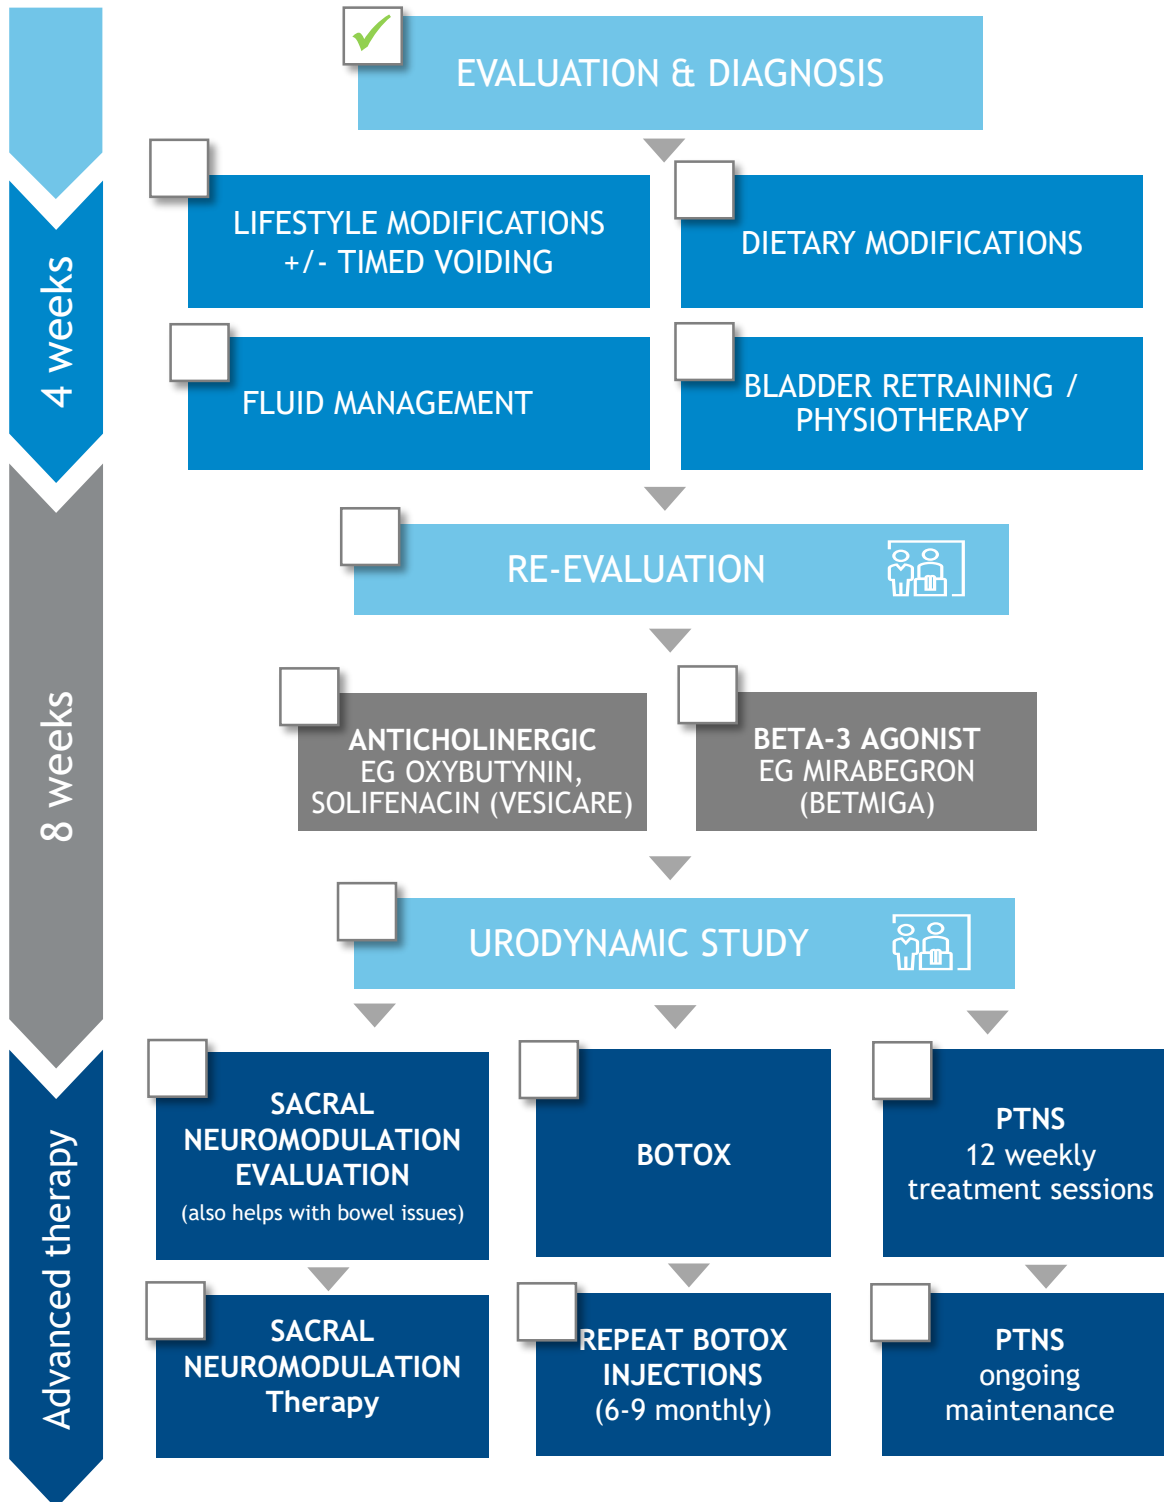 EVALUATION & DIAGNOSIS
4 weeks
LIFESTYLE MODIFICATIONS
+/- TIMED VOIDING
DIETARY MODIFICATIONS
FLUID MANAGEMENT
BLADDER RETRAINING /
PHYSIOTHERAPY
8 weeks
RE-EVALUATION
ANTICHOLINERGIC
EG OXYBUTYNIN,
SOLIFENACIN (VESICARE)
BETA-3 AGONIST
EG MIRABEGRON
(BETMIGA)
URODYNAMIC STUDY
Advanced therapy
SACRAL
NEUROMODULATION
EVALUATION
(also helps with bowel issues)
BOTOX
PTNS
12 weekly
treatment sessions
SACRAL
NEUROMODULATION
Therapy
REPEAT BOTOX
INJECTIONS
(6-9 monthly)
PTNS
ongoing
maintenance